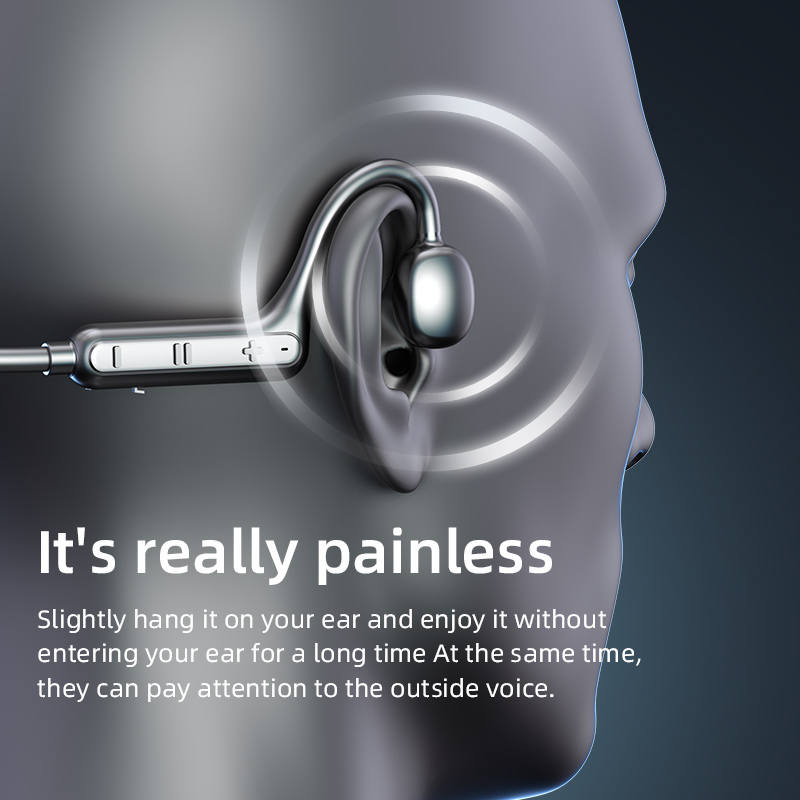 It's really painless
Slightly hang it on your ear and enjoy it without
entering your ear for a long time At the same time,
they can pay attention to the outside voice.